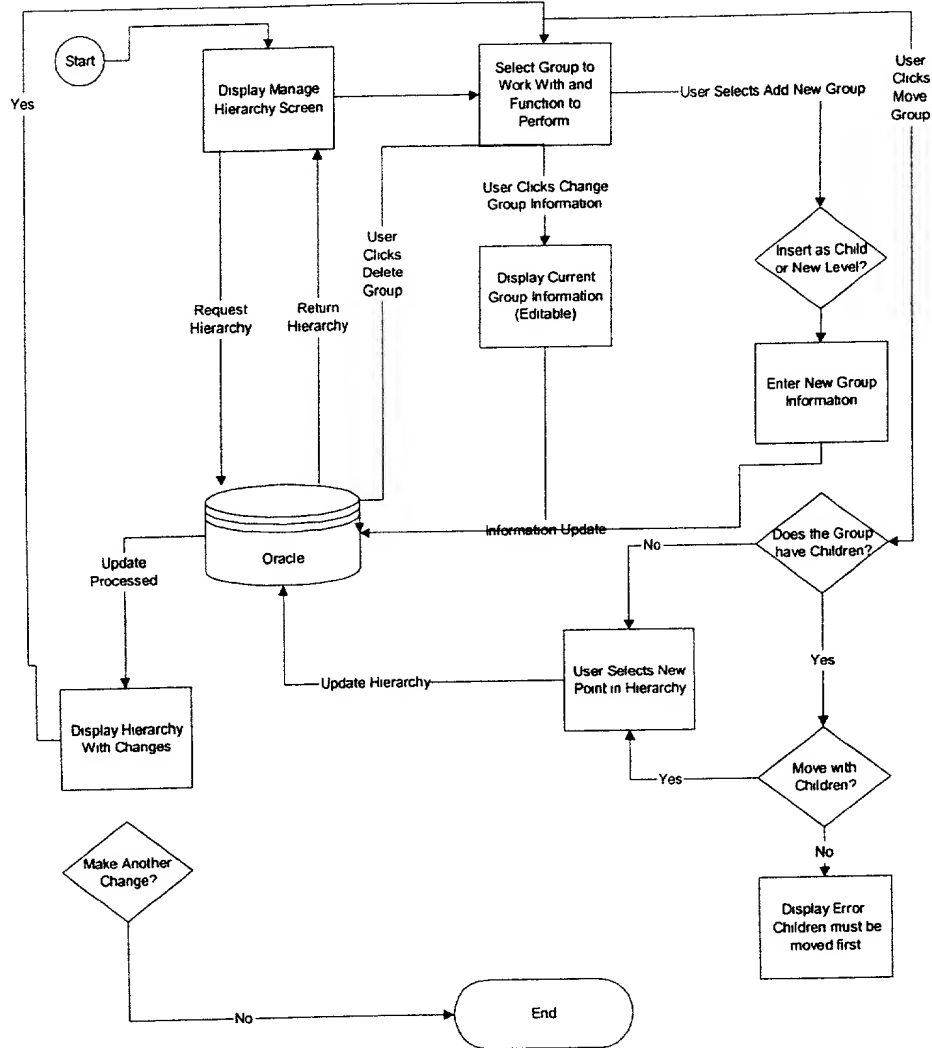 Start
Yes
Display Manage
Hierarchy Screen
Select Group to
Work With and
Function to
Perform
User Selects Add New Group
User
Clicks
Move
Group
User Clicks Change
Group Information
User
Clicks
Delete
Group
Insert as Child
or New Level?
Display Current
Group Information
(Editable)
Request
Hierarchy
Return
Hierarchy
Enter New Group
Information
Information Update
Oracle
Does the Group
have Children?
No
Update
Processed
Yes
User Selects New
Point in Hierarchy
Update Hierarchy
Display Hierarchy
With Changes
Move with
Children?
Yes
No
Make Another
Change?
Display Error
Children must be
moved first
No
End